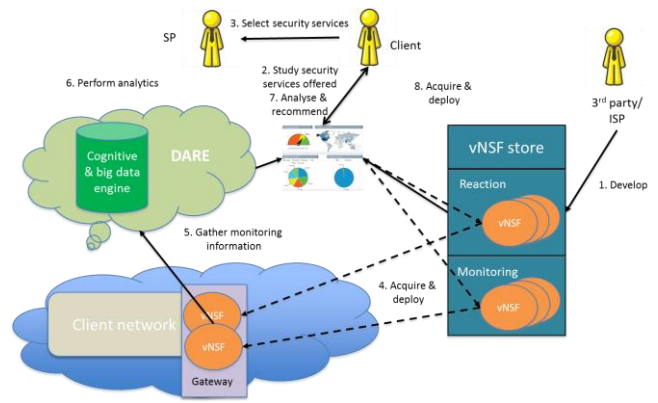 3. Select security services
SP
Client
6. Perform analytics
2. Study security
services offered
7. Analyse &
recommend
8. Acquire &
deploy
3rd party/
ISP
Cognitive
& big data
engine
DARE
vNSF store
Reaction
vNSF
1. Develop
5. Gather monitoring
information
Monitoring
vNSF
4. Acquire &
deploy
Client network
vNSF
vNSF
Gateway